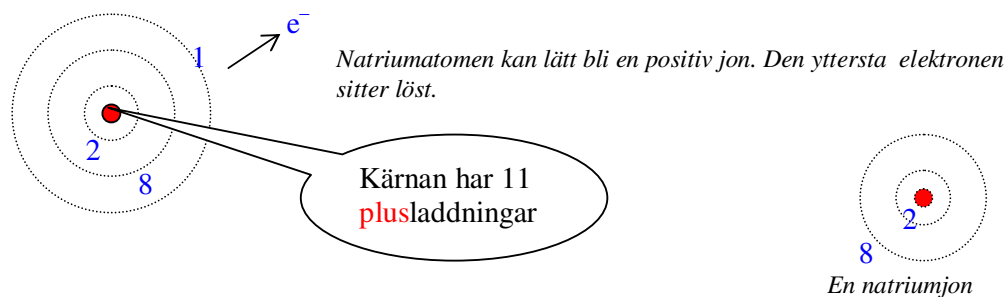 1
e⁻
Natriumatomen kan lätt bli en positiv jon. Den yttersta elektronen
sitter löst.
2
8
Kärnan har 11
plusladdningar
2
8
En natriumjon